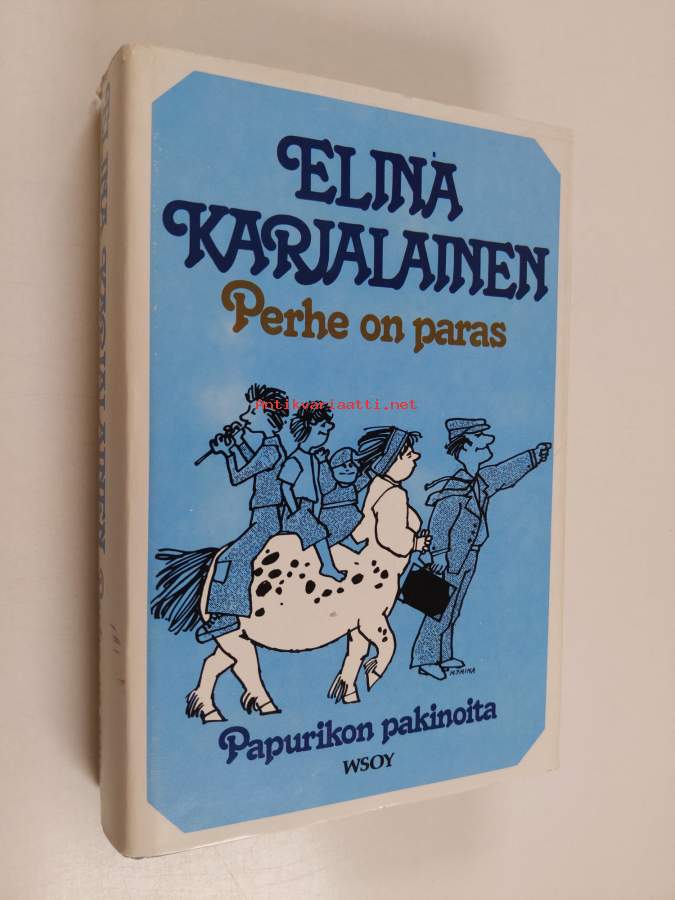 ELINA
KARJALAINEN
Perhe on paras
Antikvariaatti.net
Papurikon pakinoita
WSOY